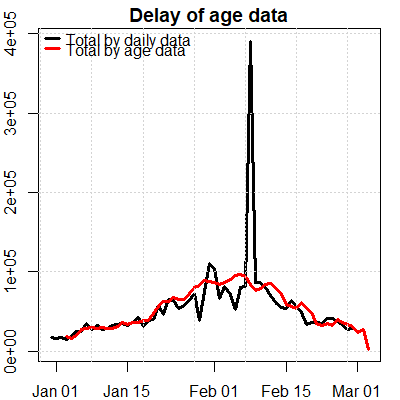 Delay of age data
Total by daily data
Total by age data
4e+05
3e+05
2e+05
1e+05
0e+00
Jan 01 Jan 15 Feb 01 Feb 15 Mar 01